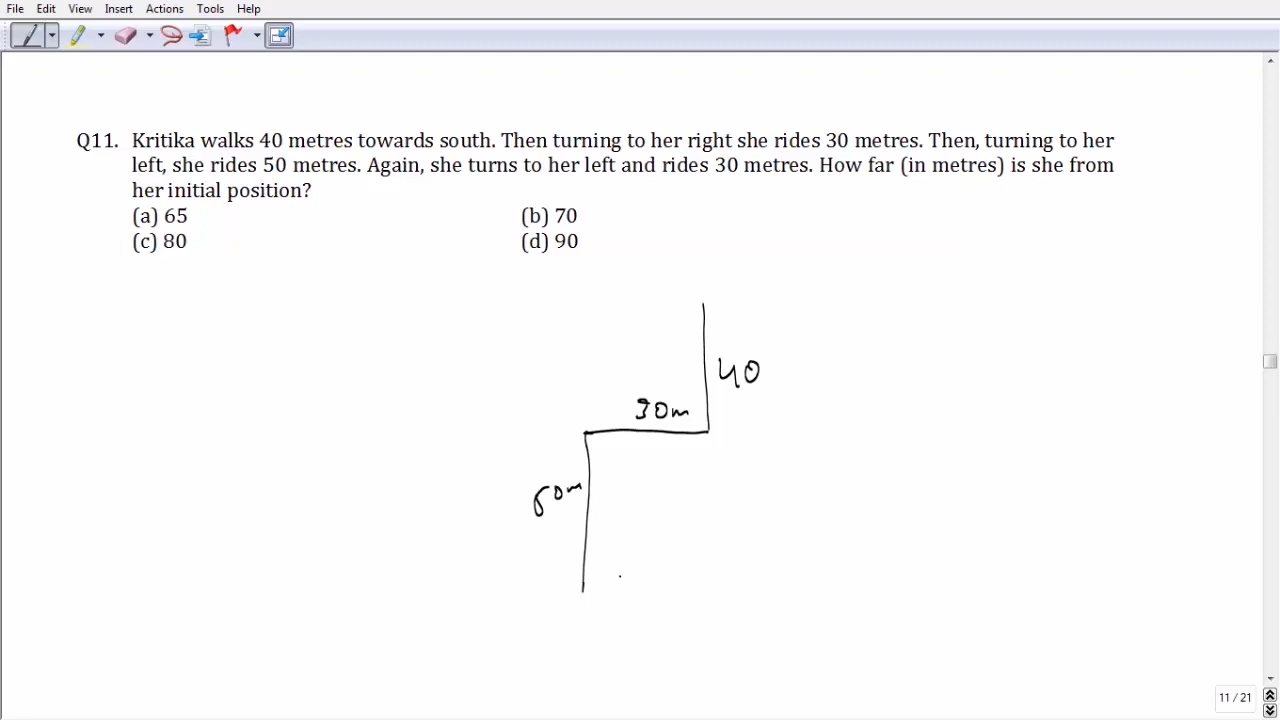 File Edit View Insert Actions Tools Help
Q11. Kritika walks 40 metres towards south. Then turning to her right she rides 30 metres. Then, turning to her
left, she rides 50 metres. Again, she turns to her left and rides 30 metres. How far (in metres) is she from
her initial position?
(a) 65 (b) 70
(c) 80 (d) 90
40
30m
50m
11 / 21